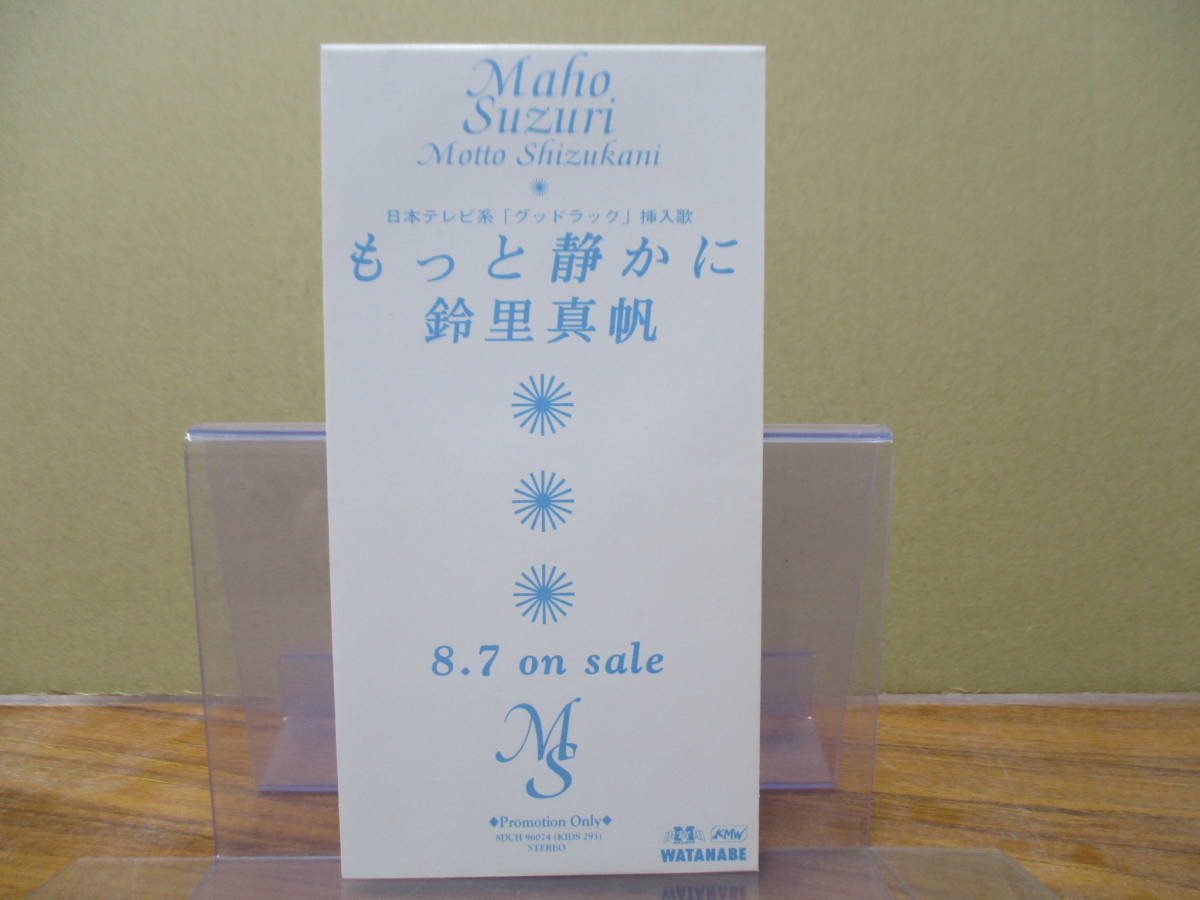 Maho
Suzuri
Motto Shizukani
日本テレビ系「グッドラック」挿入歌
もっと静かに
鈴里真帆
8.7 on sale
MS
◆Promotion Only◆
8DCH 96074 (KIDS 293)
STEREO
KMW
WATANABE